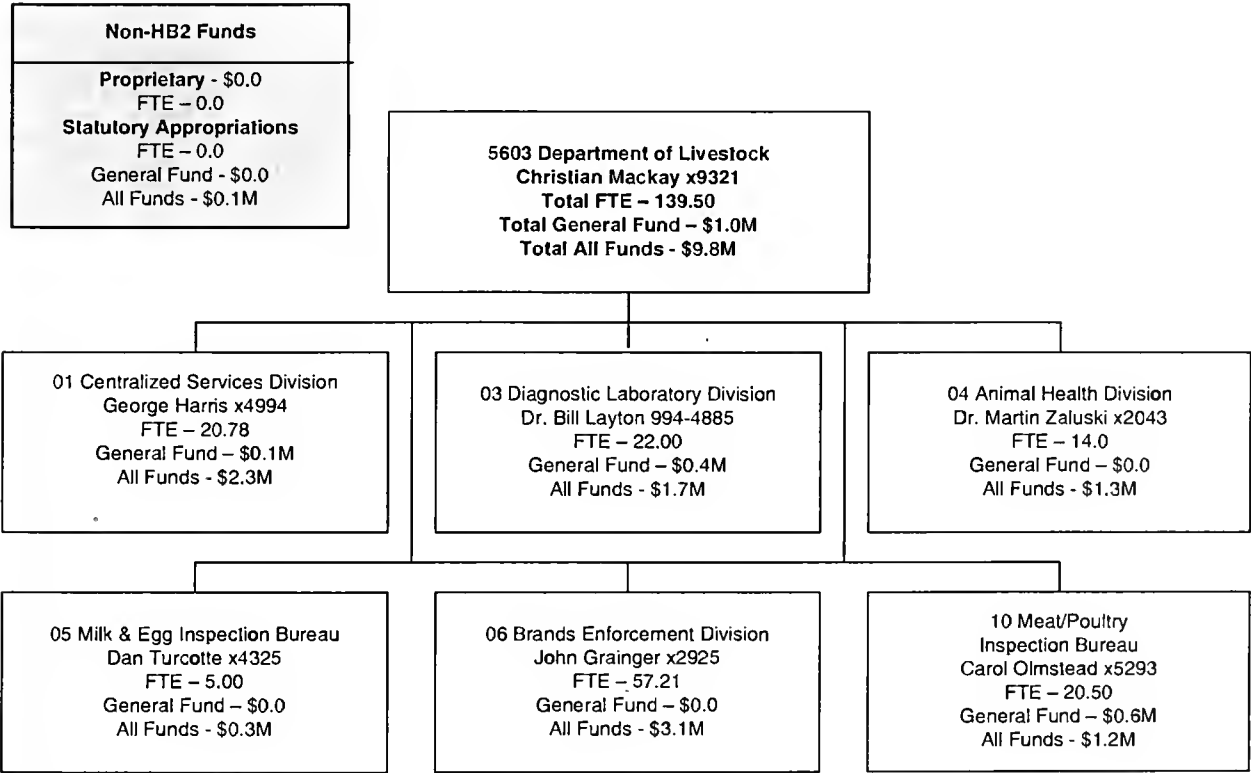 Non-HB2 Funds
Proprietary - $0.0
FTE – 0.0
Statutory Appropriations
FTE – 0.0
General Fund - $0.0
All Funds - $0.1M
5603 Department of Livestock
Christian Mackay x9321
Total FTE – 139.50
Total General Fund – $1.0M
Total All Funds - $9.8M
01 Centralized Services Division
George Harris x4994
FTE – 20.78
General Fund – $0.1M
All Funds - $2.3M
03 Diagnostic Laboratory Division
Dr. Bill Layton 994-4885
FTE – 22.00
General Fund – $0.4M
All Funds - $1.7M
04 Animal Health Division
Dr. Martin Zaluski x2043
FTE – 14.0
General Fund – $0.0
All Funds - $1.3M
05 Milk & Egg Inspection Bureau
Dan Turcotte x4325
FTE – 5.00
General Fund – $0.0
All Funds - $0.3M
06 Brands Enforcement Division
John Grainger x2925
FTE – 57.21
General Fund – $0.0
All Funds - $3.1M
10 Meat/Poultry
Inspection Bureau
Carol Olmstead x5293
FTE – 20.50
General Fund – $0.6M
All Funds - $1.2M